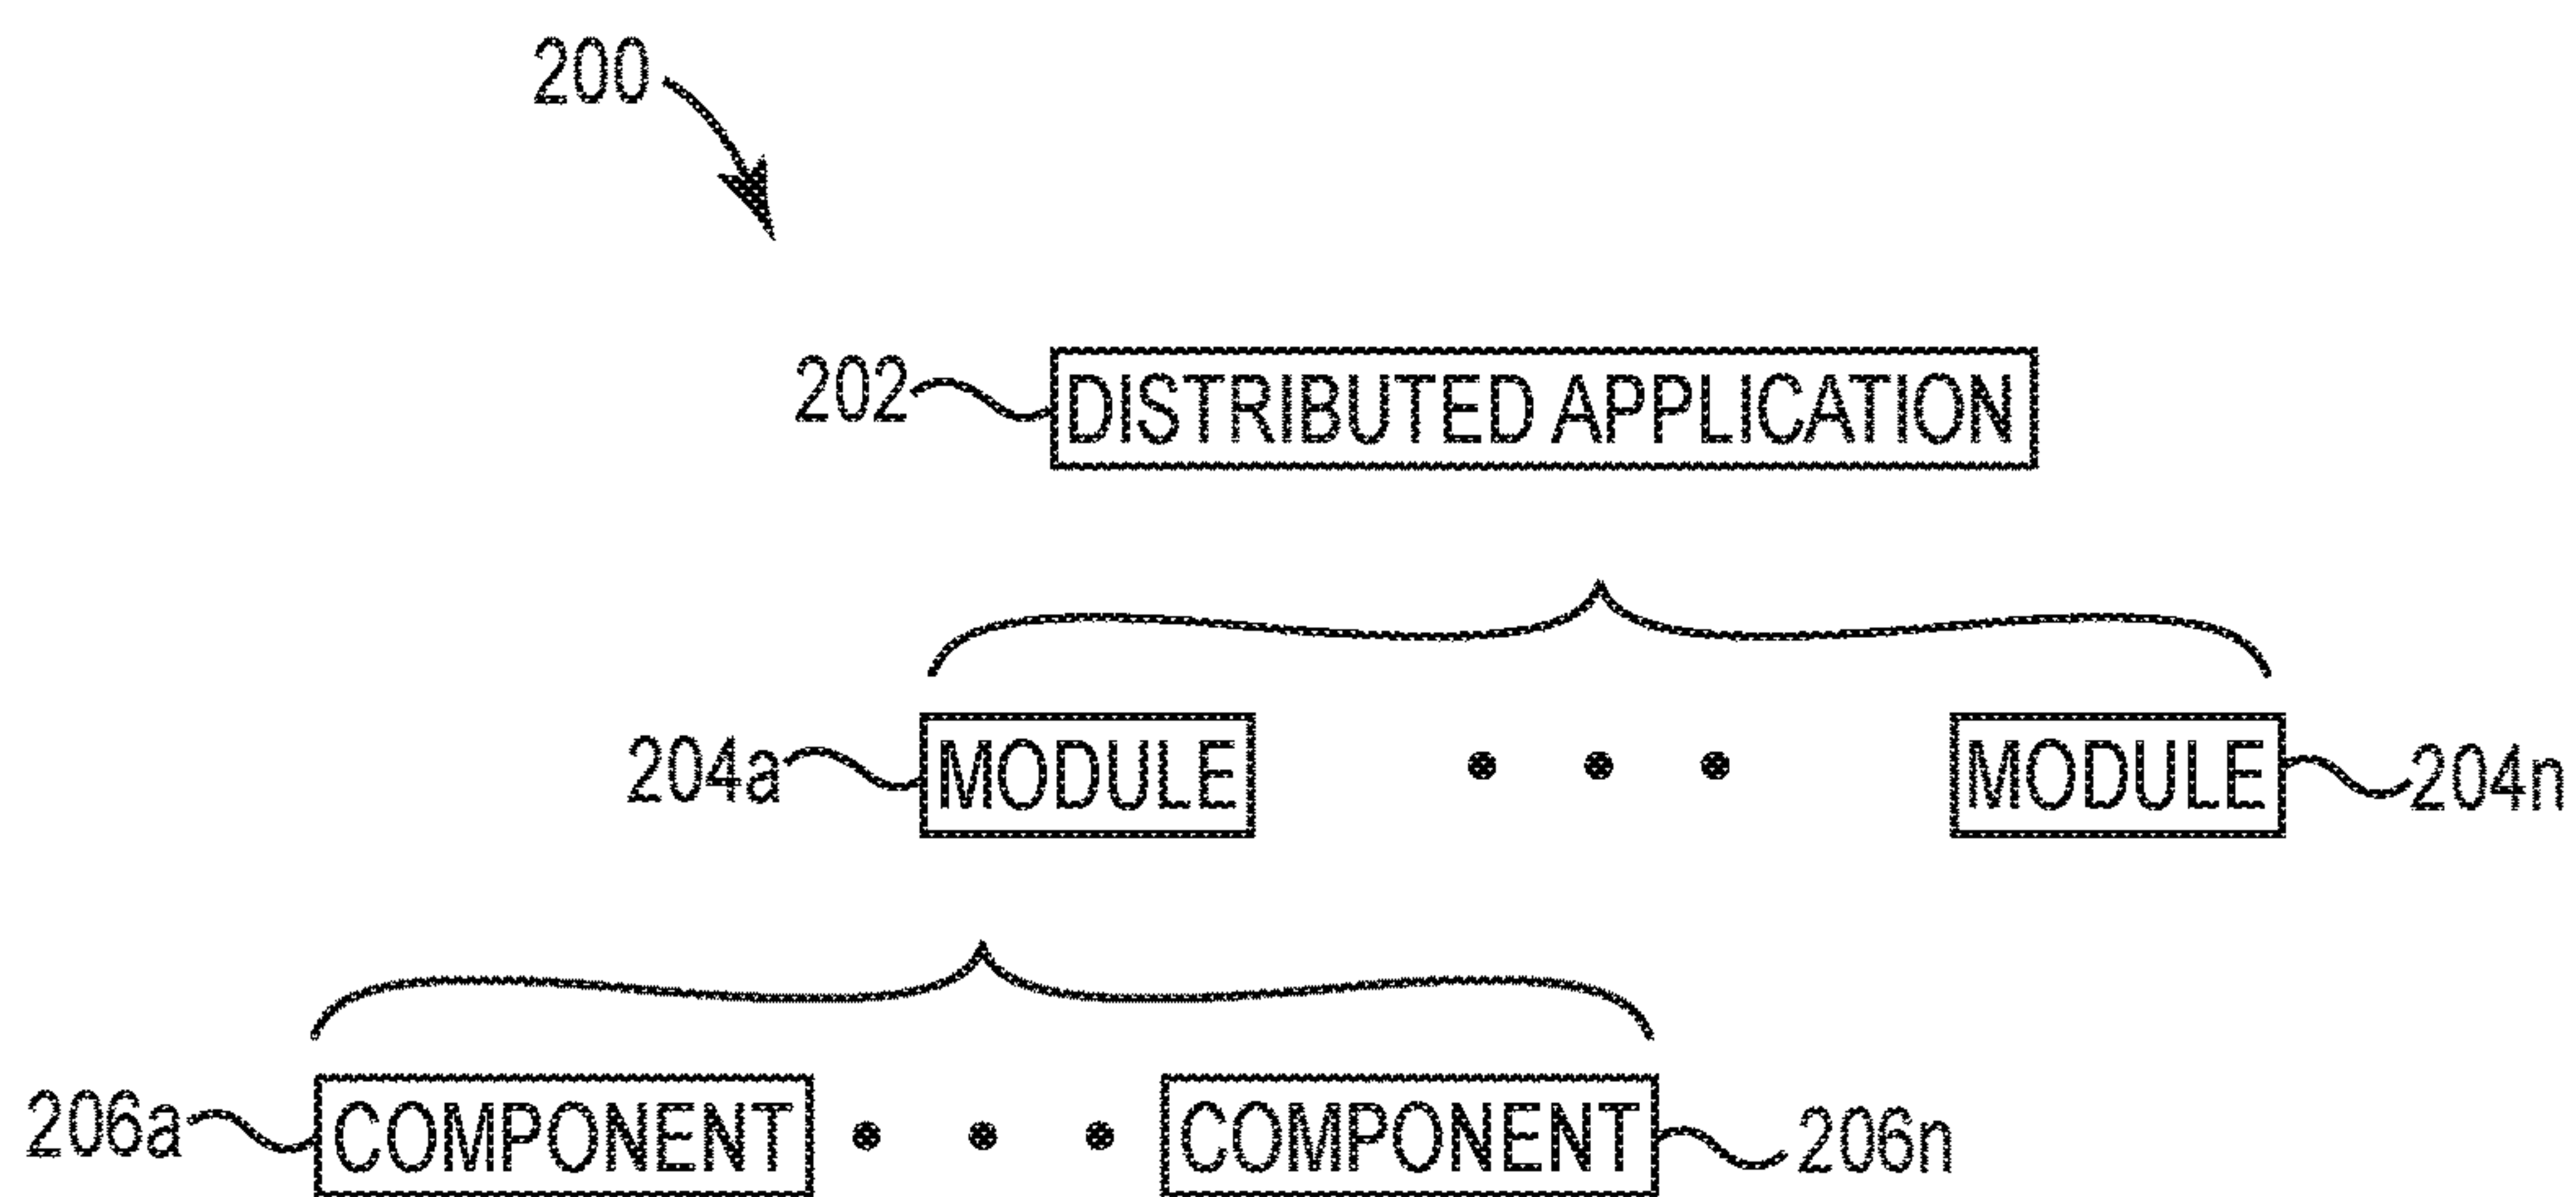 200
202 DISTRIBUTED APPLICATION
204a MODULE MODULE 204n
206a COMPONENT COMPONENT 206n